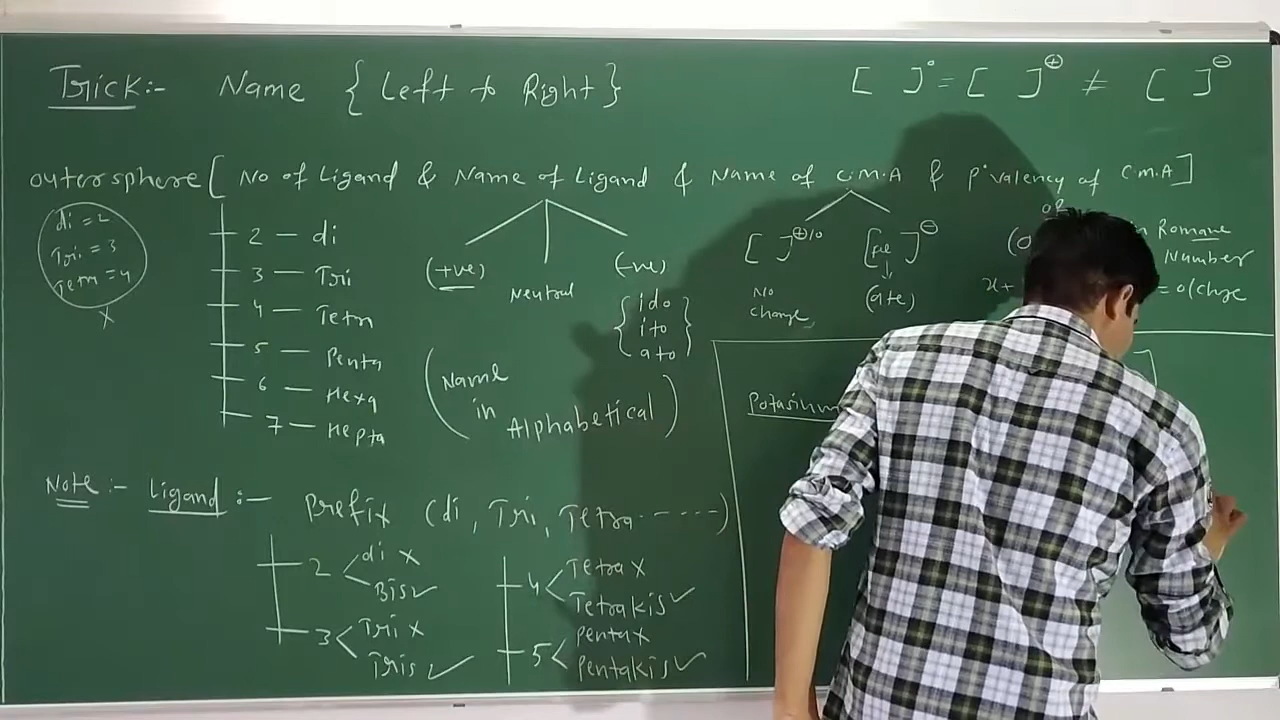 Trick:- Name {Left to Right} [ ]° = [ ]⊕ ≠ [ ]⊖
outersphere [ No of Ligand & Name of Ligand & Name of C.M.A & p'valency of C.M.A ]
or
di = 2
Tri = 3
Tetra = 4
X
2 — di
3 — Tri
4 — Tetra
5 — Penta
6 — Hexa
7 — Hepta
(+ve)
Neutral
(-ve)
{ ido
ito
ato }
(Name
in
Alphabetical)
[ ]⊕/0
No
change
[ ]⊖
↓
(ate)
Romane
Number
x+ = 0/Chge
Potasium
Note:- Ligand :- Prefix (di, Tri, Tetra-----)
2 < di ×
Bis ✓
3 < Tri ×
Tris ✓
4 < Tetra ×
Tetrakis ✓
5 < Penta ×
Pentakis ✓